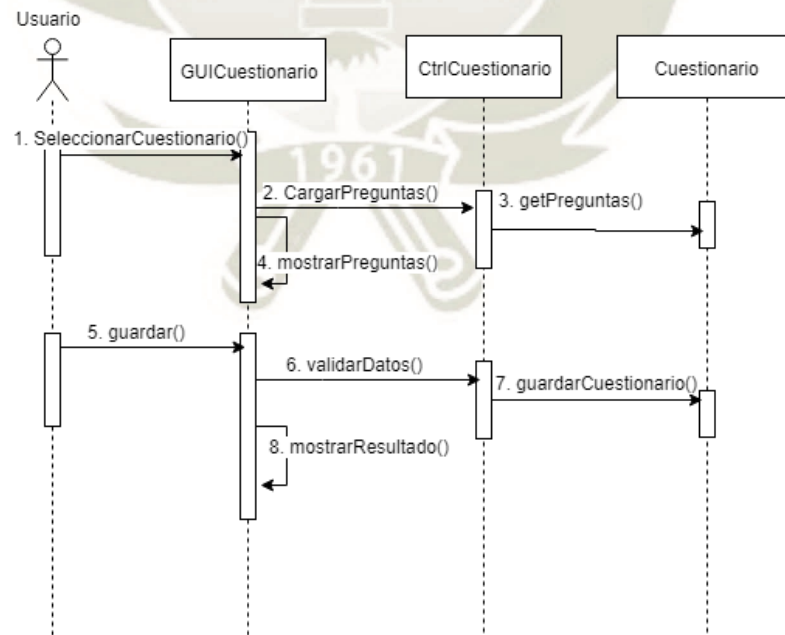 Usuario
GUICuestionario
CtrlCuestionario
Cuestionario
1. SeleccionarCuestionario()
1961
2. CargarPreguntas()
3. getPreguntas()
4. mostrarPreguntas()
5. guardar()
6. validarDatos()
7. guardarCuestionario()
8. mostrarResultado()